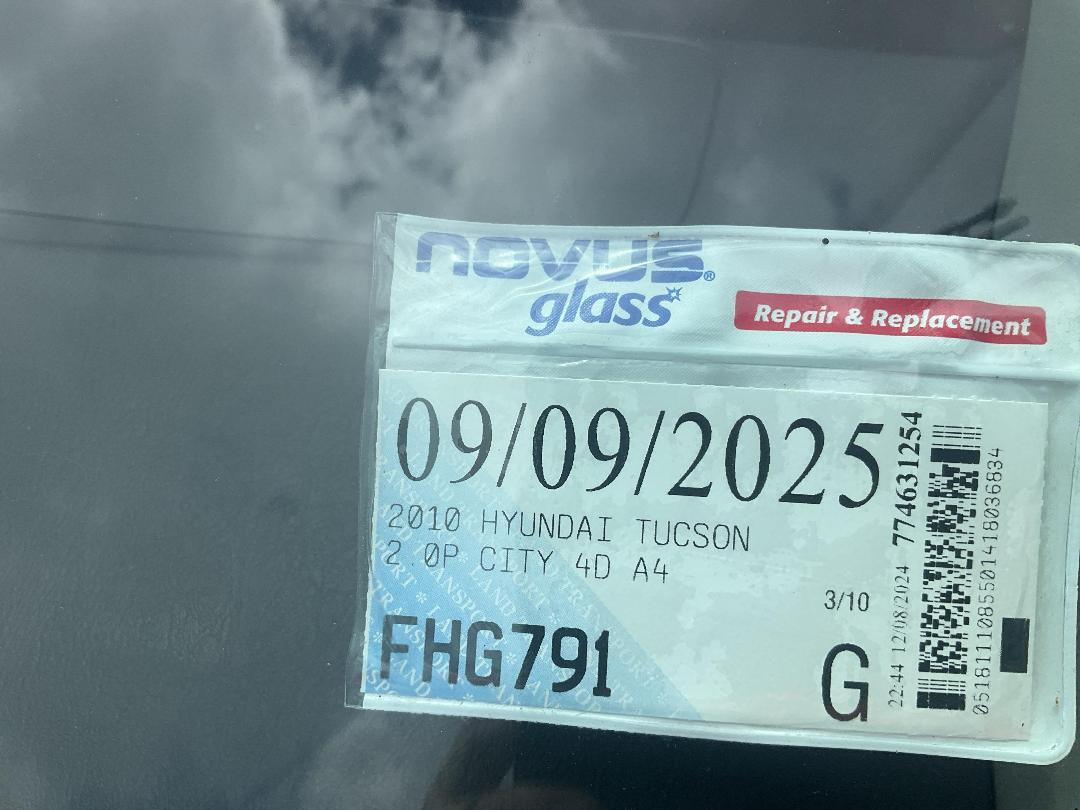 novus®
glass
Repair & Replacement
09/09/2025
2010 HYUNDAI TUCSON
2.0P CITY 4D A4
3/10
FHG791
G
22:44 12/08/2024 774631254
0518111085501418036834